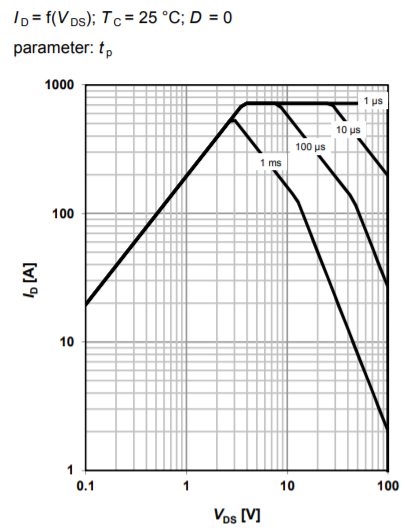 I_D = f(V_DS); T_C = 25 °C; D = 0
parameter: t_p
1000
1 µs
10 µs
100 µs
1 ms
100
I_D [A]
10
1
0.1 1 10 100
V_DS [V]